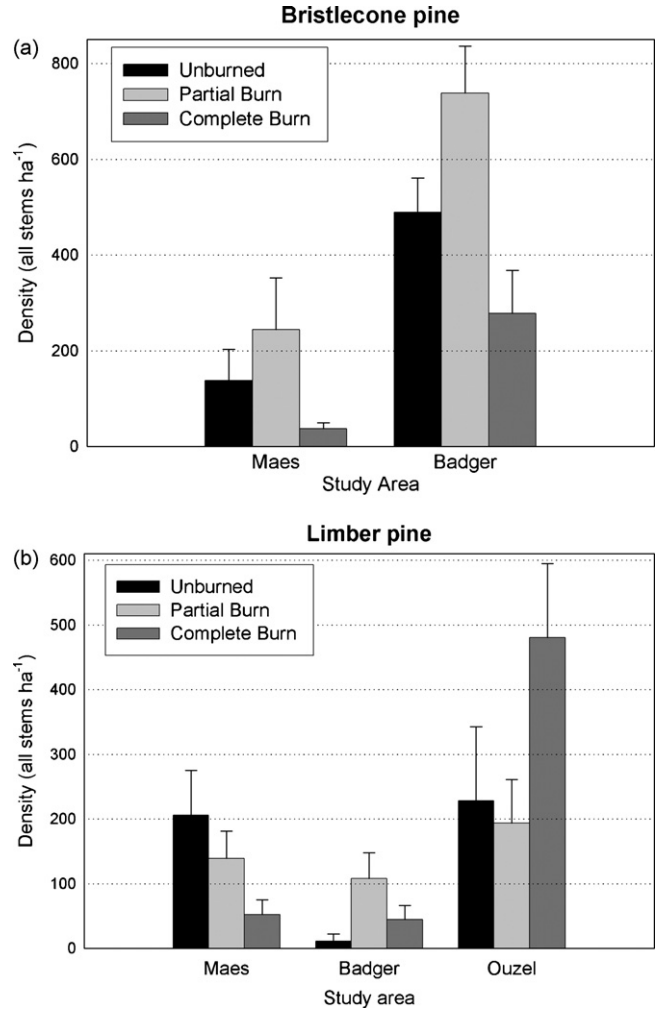 Bristlecone pine
(a)
Unburned
Partial Burn
Complete Burn
Density (all stems ha⁻¹)
800
600
400
200
0
Maes Badger
Study Area
Limber pine
(b)
Unburned
Partial Burn
Complete Burn
Density (all stems ha⁻¹)
600
500
400
300
200
100
0
Maes Badger Ouzel
Study area